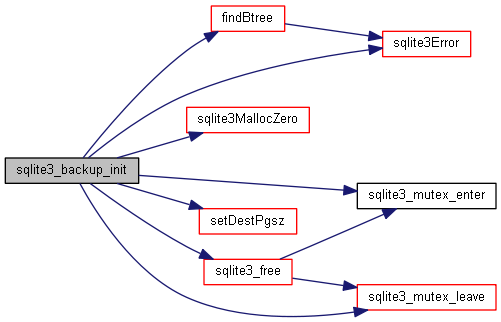 findBtree
sqlite3Error
sqlite3MallocZero
sqlite3_backup_init
sqlite3_mutex_enter
setDestPgsz
sqlite3_free
sqlite3_mutex_leave